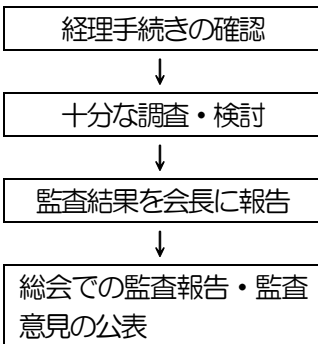 経理手続きの確認
↓
十分な調査・検討
↓
監査結果を会長に報告
↓
総会での監査報告・監査
意見の公表